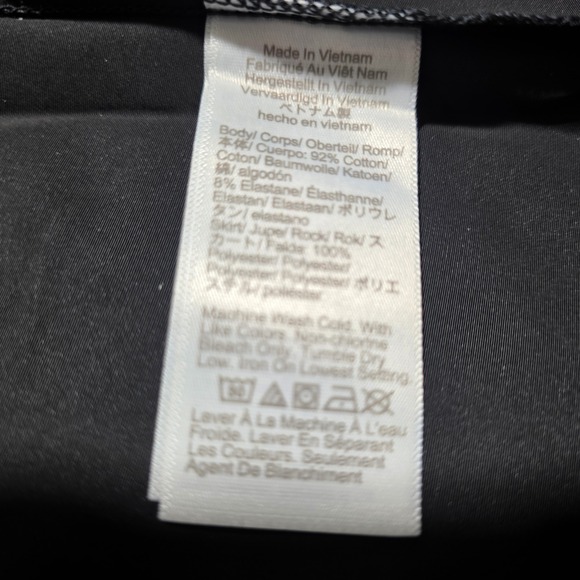 Made In Vietnam
Fabriqué Au Viêt Nam
Hergestellt In Vietnam
Vervaardigd In Vietnam
ベトナム製
hecho en vietnam
Body/ Corps/ Oberteil/ Romp/
本体/ Cuerpo: 92% Cotton/
Coton/ Baumwolle/ Katoen/
綿/ algodón
8% Elastane/ Élasthanne/
Elastan/ Elastaan/ ポリウレ
タン/ elastano
Skirt/ Jupe/ Rock/ Rok/ ス
カート/ Falda: 100%
Polyester/ Polyester/
Polyester/ Polyester/ ポリエ
ステル/ poliéster
Machine Wash Cold. With
Like Colors. Non-chlorine
Bleach Only. Tumble Dry
Low. Iron On Lowest Setting.
Laver À La Machine À L'eau
Froide. Laver En Séparant
Les Couleurs. Seulement
Agent De Blanchiment